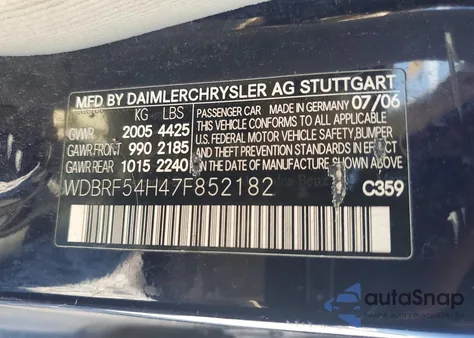 MFD BY DAIMLERCHRYSLER AG STUTTGART
KG LBS PASSENGER CAR MADE IN GERMANY 07/06
GVWR 2005 4425 THIS VEHICLE CONFORMS TO ALL APPLICABLE
GAWR FRONT 990 2185 U.S. FEDERAL MOTOR VEHICLE SAFETY, BUMPER
GAWR REAR 1015 2240 AND THEFT PREVENTION STANDARDS IN EFFECT
ON THE DATE OF MANUFACTURE SHOWN ABOVE.
WDBRF54H47F852182 C359
autoSnap